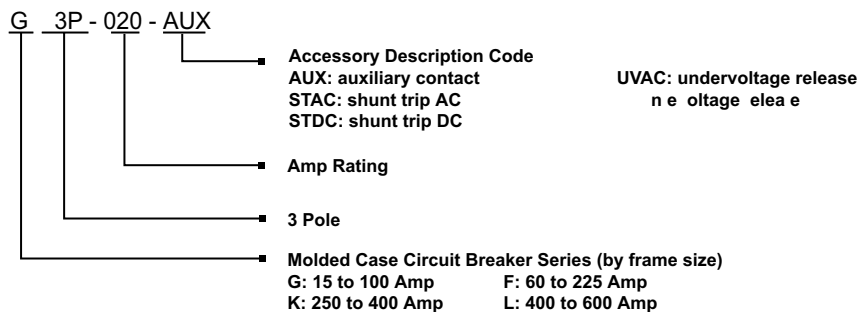 G 3P - 020 - AUX
Accessory Description Code
AUX: auxiliary contact UVAC: undervoltage release
STAC: shunt trip AC n e oltage elea e
STDC: shunt trip DC
Amp Rating
3 Pole
Molded Case Circuit Breaker Series (by frame size)
G: 15 to 100 Amp F: 60 to 225 Amp
K: 250 to 400 Amp L: 400 to 600 Amp